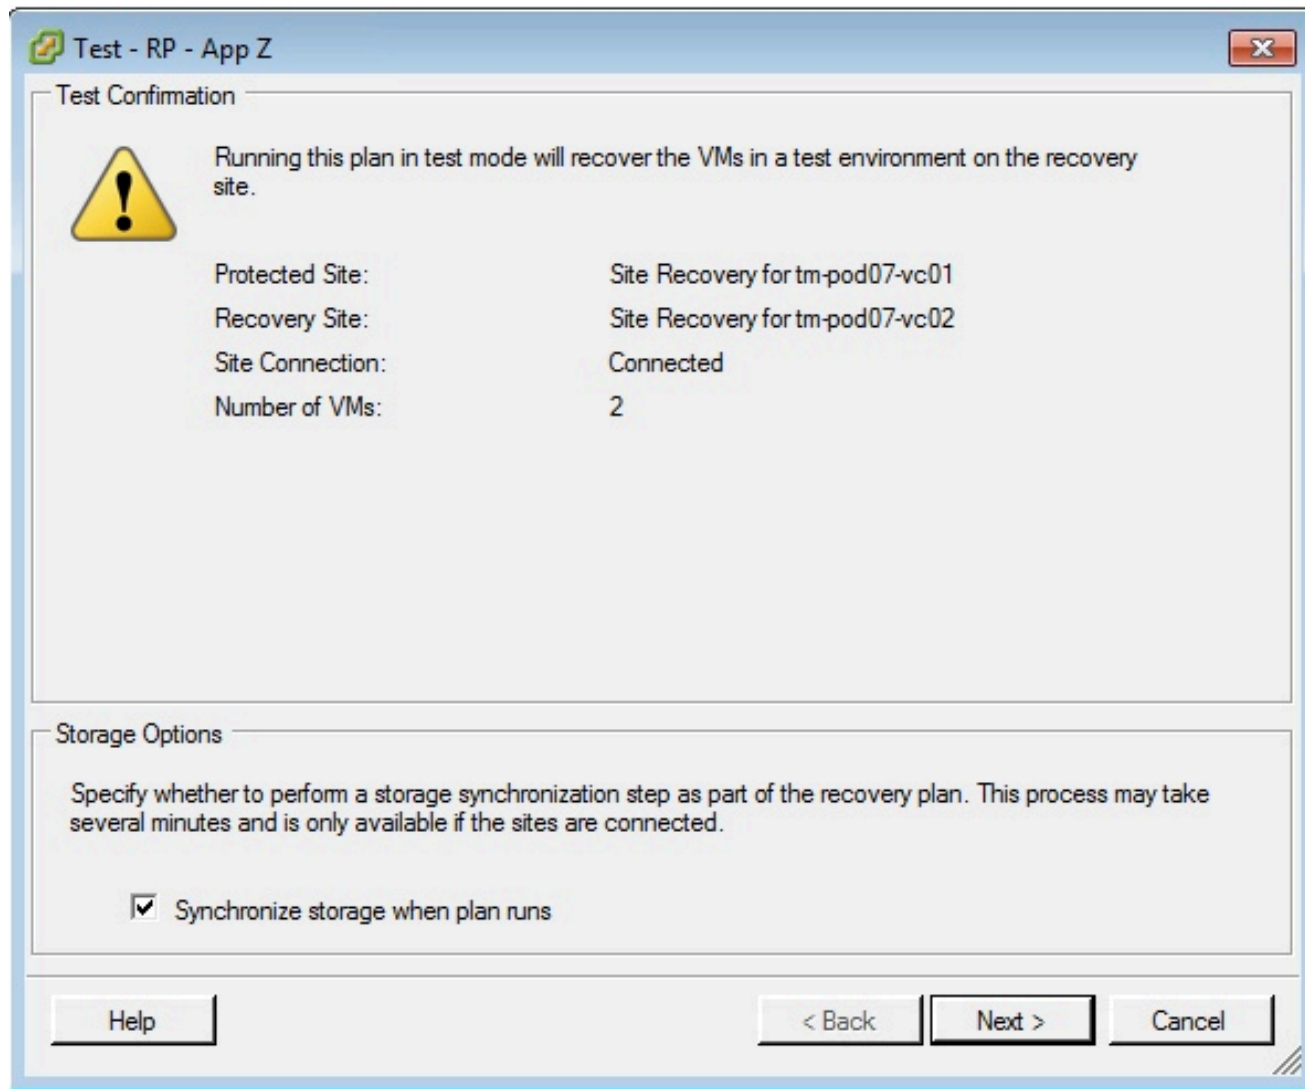 Test - RP - App Z
Test Confirmation
Running this plan in test mode will recover the VMs in a test environment on the recovery
site.
Protected Site: Site Recovery for tm-pod07-vc01
Recovery Site: Site Recovery for tm-pod07-vc02
Site Connection: Connected
Number of VMs: 2
Storage Options
Specify whether to perform a storage synchronization step as part of the recovery plan. This process may take
several minutes and is only available if the sites are connected.
Synchronize storage when plan runs
Help < Back Next > Cancel